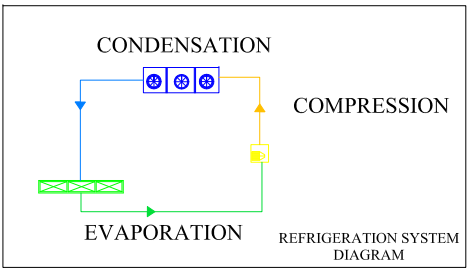 CONDENSATION
COMPRESSION
EVAPORATION
REFRIGERATION SYSTEM
DIAGRAM